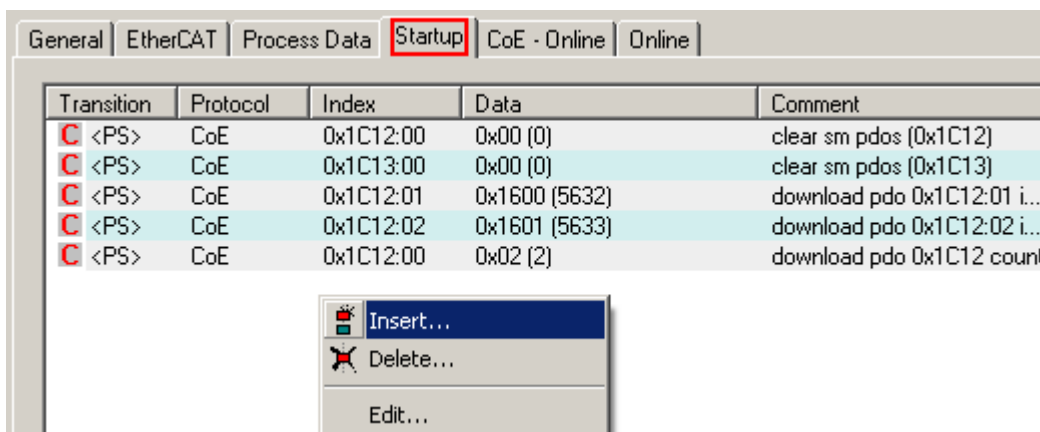 General EtherCAT Process Data Startup CoE - Online Online
Transition Protocol Index Data Comment
C <PS> CoE 0x1C12:00 0x00 (0) clear sm pdos (0x1C12)
C <PS> CoE 0x1C13:00 0x00 (0) clear sm pdos (0x1C13)
C <PS> CoE 0x1C12:01 0x1600 (5632) download pdo 0x1C12:01 i...
C <PS> CoE 0x1C12:02 0x1601 (5633) download pdo 0x1C12:02 i...
C <PS> CoE 0x1C12:00 0x02 (2) download pdo 0x1C12
Insert...
Delete...
Edit...